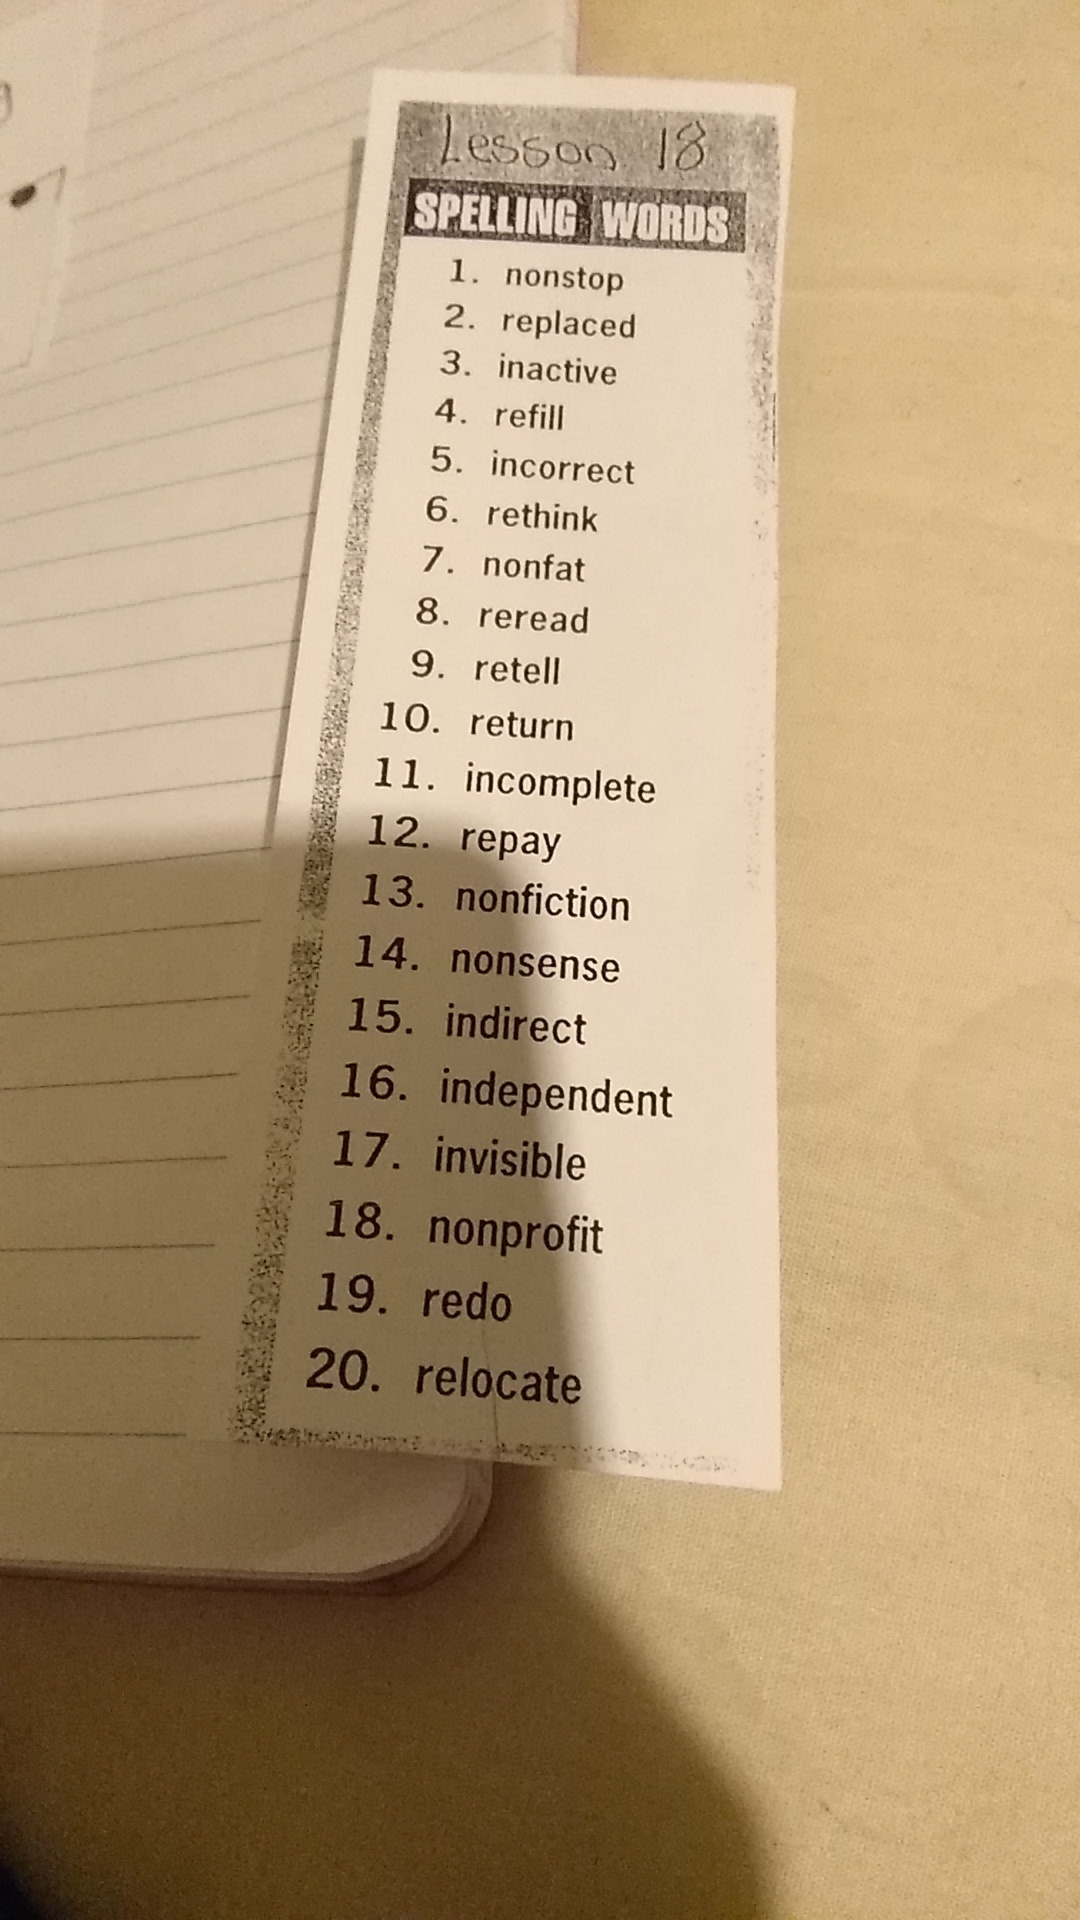 Lesson 18
SPELLING WORDS
1. nonstop
2. replaced
3. inactive
4. refill
5. incorrect
6. rethink
7. nonfat
8. reread
9. retell
10. return
11. incomplete
12. repay
13. nonfiction
14. nonsense
15. indirect
16. independent
17. invisible
18. nonprofit
19. redo
20. relocate